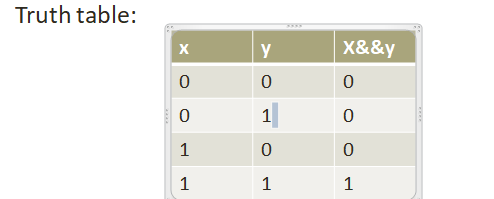 Truth table:
x y X&&y
0 0 0
0 1 0
1 0 0
1 1 1